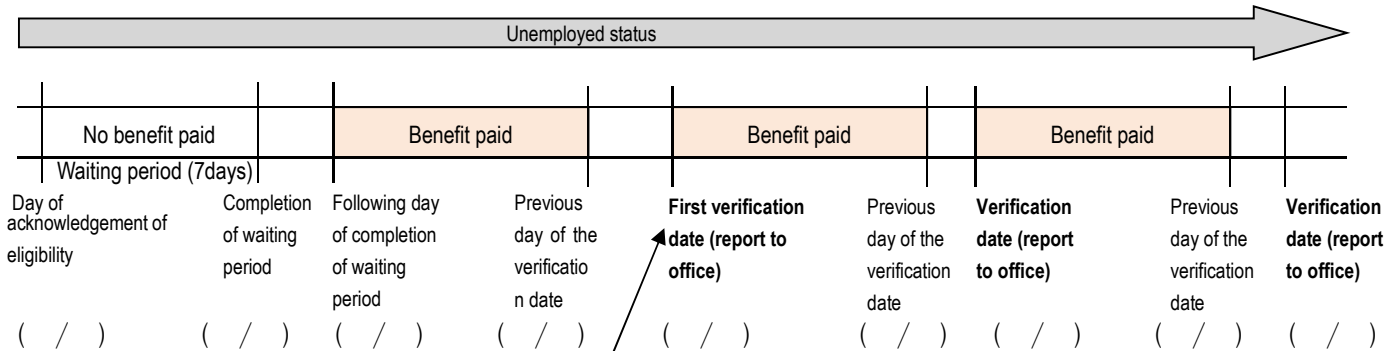 Unemployed status
No benefit paid
Benefit paid
Benefit paid
Benefit paid
Waiting period (7days)
Day of
acknowledgement of
eligibility
Completion
of waiting
period
Following day
of completion
of waiting
period
Previous
day of the
verificatio
n date
First verification
date (report to
office)
Previous
day of the
verification
date
Verification
date (report
to office)
Previous
day of the
verification
date
Verification
date (report
to office)
( / ) ( / ) ( / ) ( / ) ( / ) ( / ) ( / ) ( / ) ( / )